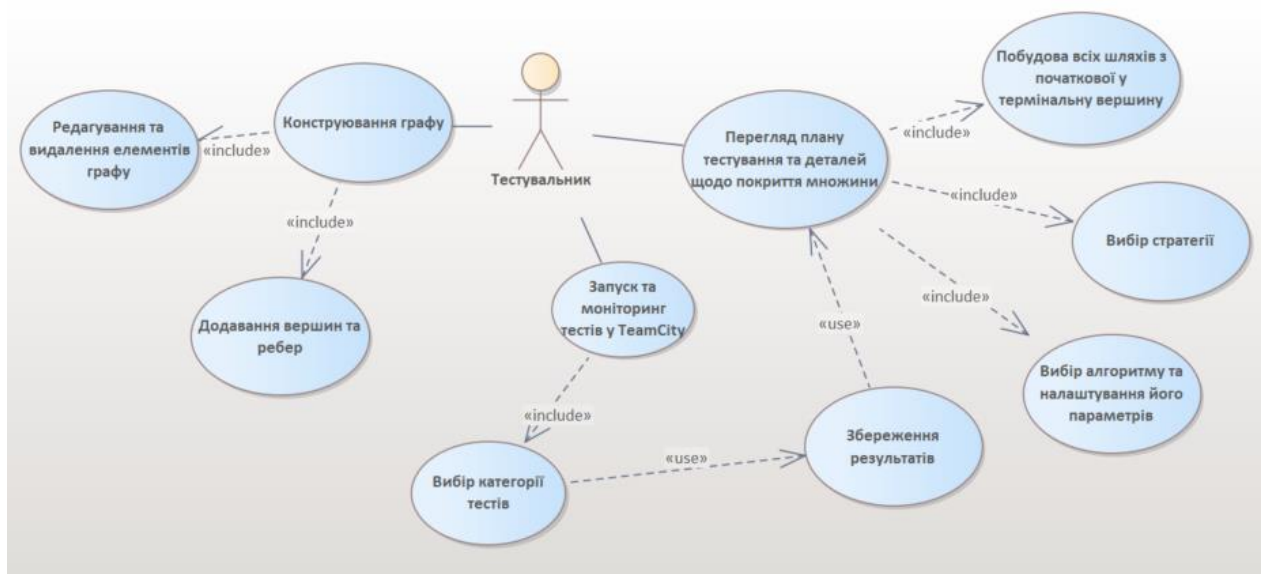 Побудова всіх шляхів з
початкової у
термінальну вершину
«include»
Редагування та
видалення елементів
графу
«include»
Конструювання графу
Тестувальник
Перегляд плану
тестування та деталей
щодо покриття множини
«include»
Вибір стратегії
«include»
Додавання вершин та
ребер
Запуск та
моніторинг
тестів у TeamCity
«use»
«include»
Вибір алгоритму та
налаштування його
параметрів
«include»
Вибір категорії
тестів
«use»
Збереження
результатів